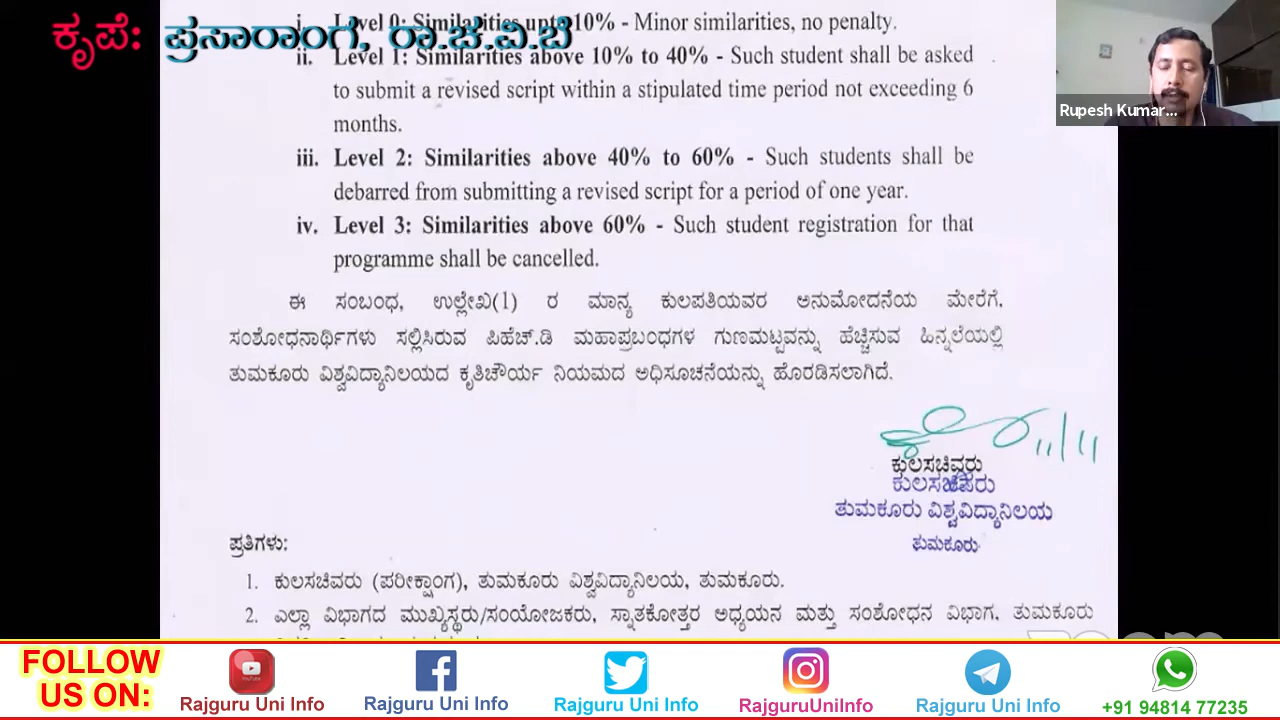 ಕೃಪೆ: ಪ್ರಸಾರಾಂಗ, ರಾ.ಚ.ವಿ.ಬೆ
i. Level 0: Similarities upto 10% - Minor similarities, no penalty.
ii. Level 1: Similarities above 10% to 40% - Such student shall be asked
to submit a revised script within a stipulated time period not exceeding 6
months.
iii. Level 2: Similarities above 40% to 60% - Such students shall be
debarred from submitting a revised script for a period of one year.
iv. Level 3: Similarities above 60% - Such student registration for that
programme shall be cancelled.
ಈ ಸಂಬಂಧ, ಉಲ್ಲೇಖ(1) ರ ಮಾನ್ಯ ಕುಲಪತಿಯವರ ಅನುಮೋದನೆಯ ಮೇರೆಗೆ,
ಸಂಶೋಧನಾರ್ಥಿಗಳು ಸಲ್ಲಿಸಿರುವ ಪಿಹೆಚ್.ಡಿ ಮಹಾಪ್ರಬಂಧಗಳ ಗುಣಮಟ್ಟವನ್ನು ಹೆಚ್ಚಿಸುವ ಹಿನ್ನಲೆಯಲ್ಲಿ
ತುಮಕೂರು ವಿಶ್ವವಿದ್ಯಾನಿಲಯದ ಕೃತಿಚೌರ್ಯ ನಿಯಮದ ಅಧಿಸೂಚನೆಯನ್ನು ಹೊರಡಿಸಲಾಗಿದೆ.
11/11
ಕುಲಸಚಿವರು
ಕುಲಸಚಿವರು
ತುಮಕೂರು ವಿಶ್ವವಿದ್ಯಾನಿಲಯ
ತುಮಕೂರು
ಪ್ರತಿಗಳು:
1. ಕುಲಸಚಿವರು (ಪರೀಕ್ಷಾಂಗ), ತುಮಕೂರು ವಿಶ್ವವಿದ್ಯಾನಿಲಯ, ತುಮಕೂರು.
2. ಎಲ್ಲಾ ವಿಭಾಗದ ಮುಖ್ಯಸ್ಥರು/ಸಂಯೋಜಕರು, ಸ್ನಾತಕೋತ್ತರ ಅಧ್ಯಯನ ಮತ್ತು ಸಂಶೋಧನ ವಿಭಾಗ, ತುಮಕೂರು
Rupesh Kumar...
FOLLOW
US ON:
YouTube
Rajguru Uni Info
Rajguru Uni Info
Rajguru Uni Info
RajguruUniInfo
Rajguru Uni Info
+91 94814 77235